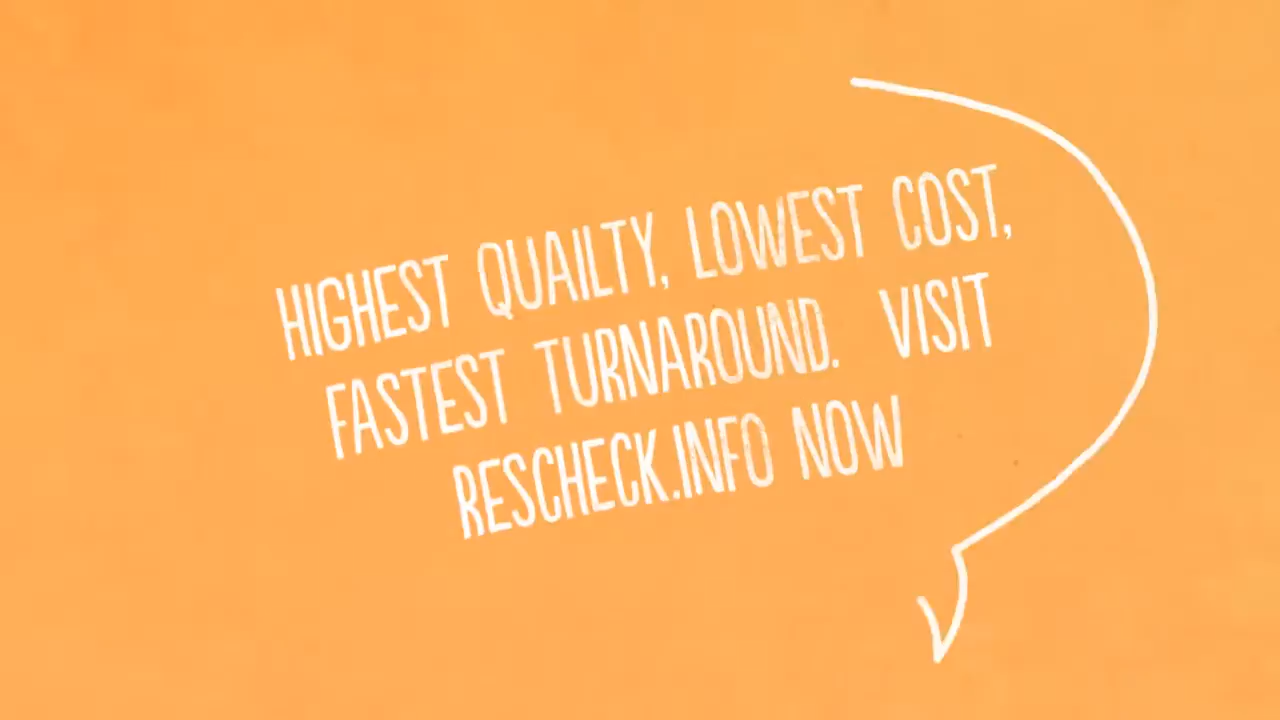 HIGHEST QUAILTY, LOWEST COST,
FASTEST TURNAROUND. VISIT
RESCHECK.INFO NOW